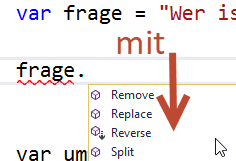 var frage = "Wer is
mit
frage.
Remove
Replace
Reverse
Split
var um